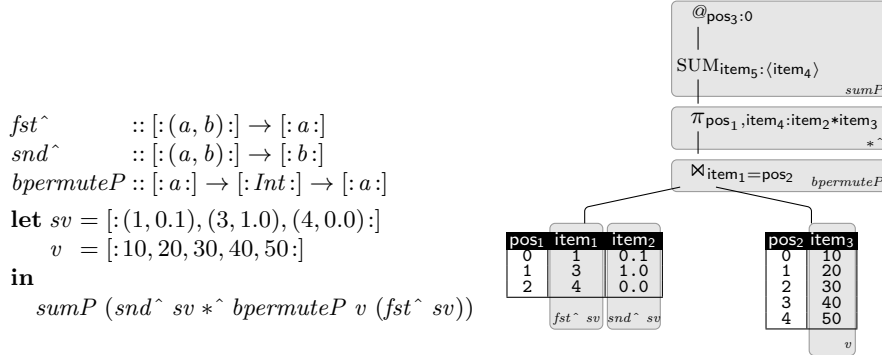 fst^ :: [:(a, b):] → [:a:]
snd^ :: [:(a, b):] → [:b:]
bpermuteP :: [:a:] → [:Int:] → [:a:]
let sv = [:(1, 0.1), (3, 1.0), (4, 0.0):]
v = [:10, 20, 30, 40, 50:]
in
sumP (snd^ sv *^ bpermuteP v (fst^ sv))
@pos₃:0
SUM item₅:⟨item₄⟩
sumP
π pos₁,item₄:item₂*item₃
*^
⋈ item₁=pos₂
bpermuteP
pos₁ item₁ item₂
0 1 0.1
1 3 1.0
2 4 0.0
fst^ sv snd^ sv
pos₂ item₃
0 10
1 20
2 30
3 40
4 50
v